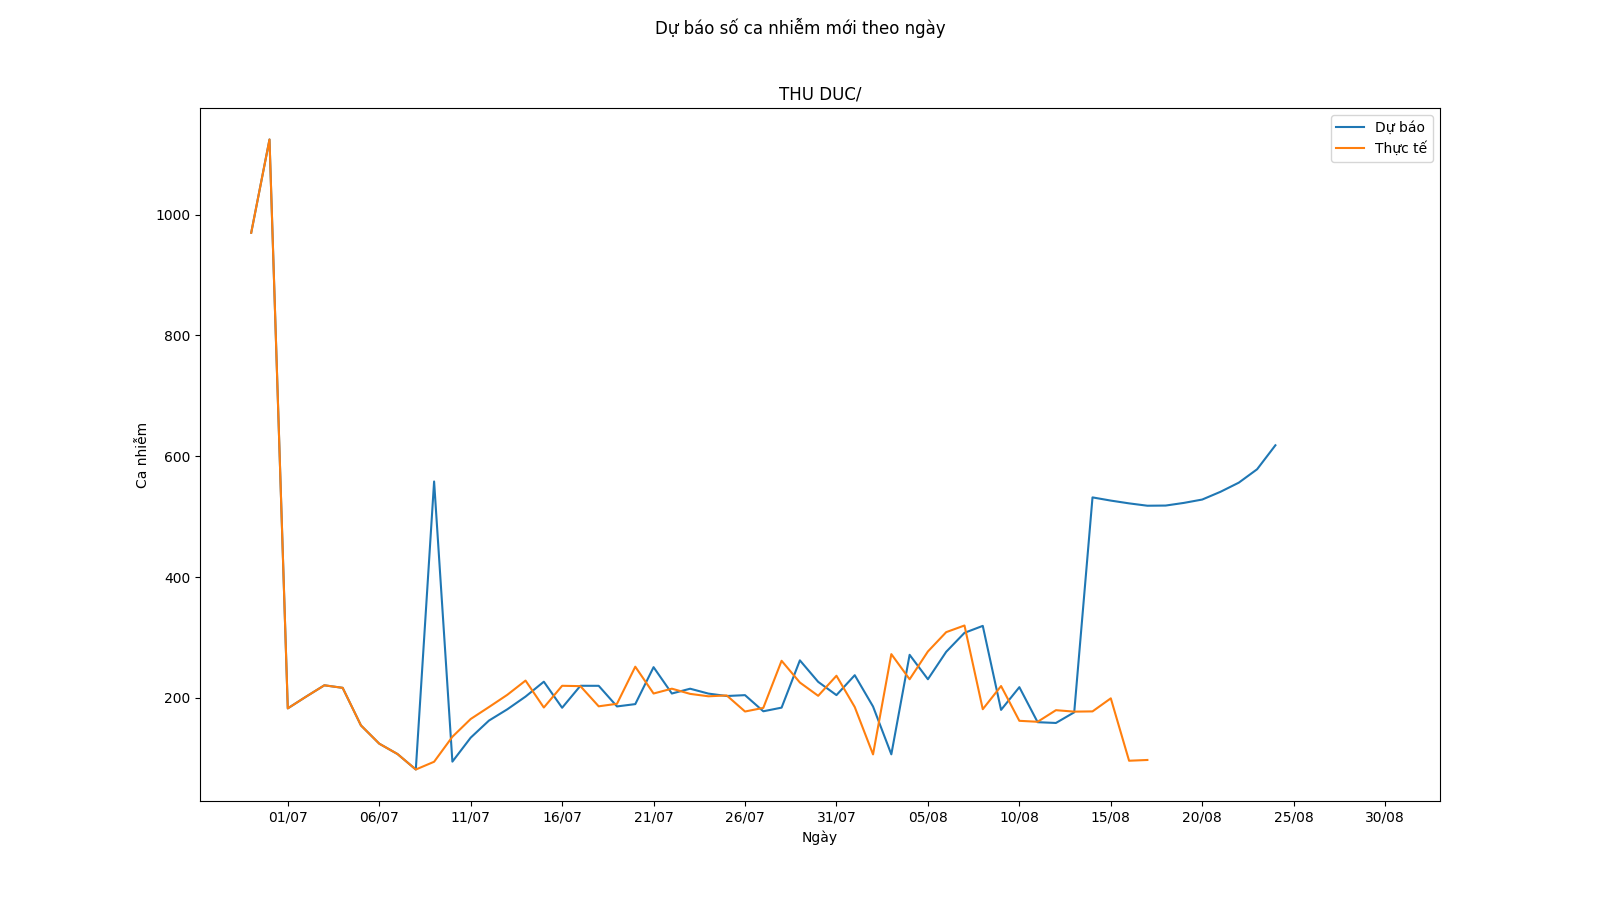 Dự báo số ca nhiễm mới theo ngày
THU DUC/
Dự báo
Thực tế
1000
800
600
400
200
Ca nhiễm
01/07 06/07 11/07 16/07 21/07 26/07 31/07 05/08 10/08 15/08 20/08 25/08 30/08
Ngày